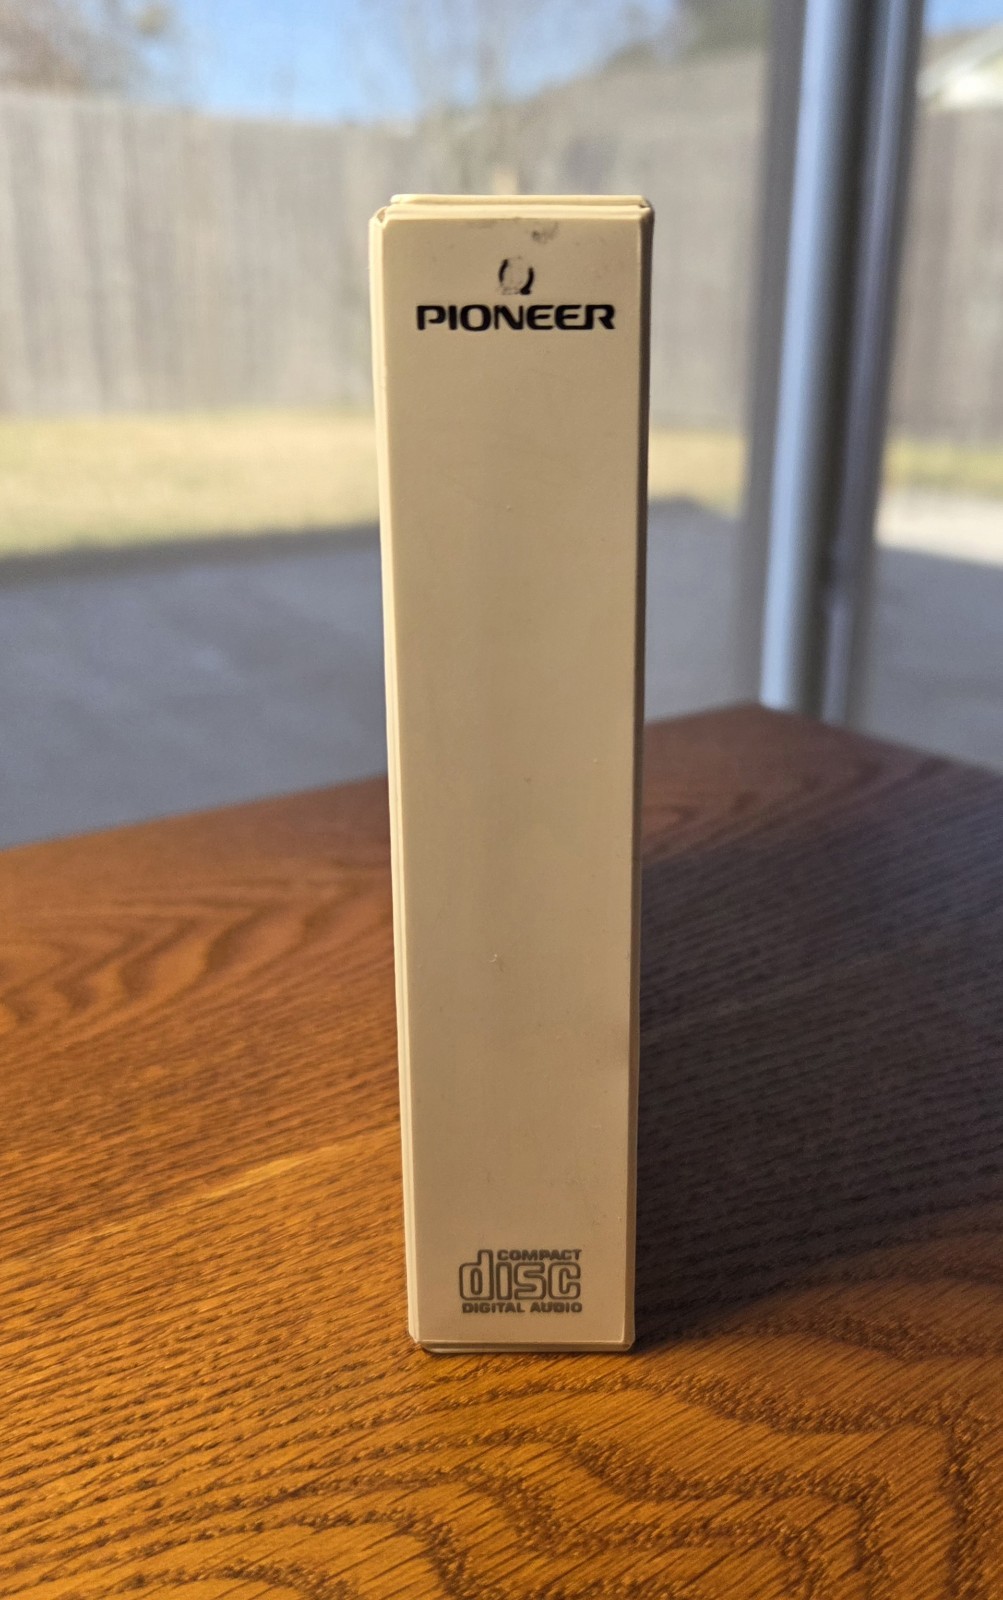 PIONEER
COMPACT
disc
DIGITAL AUDIO